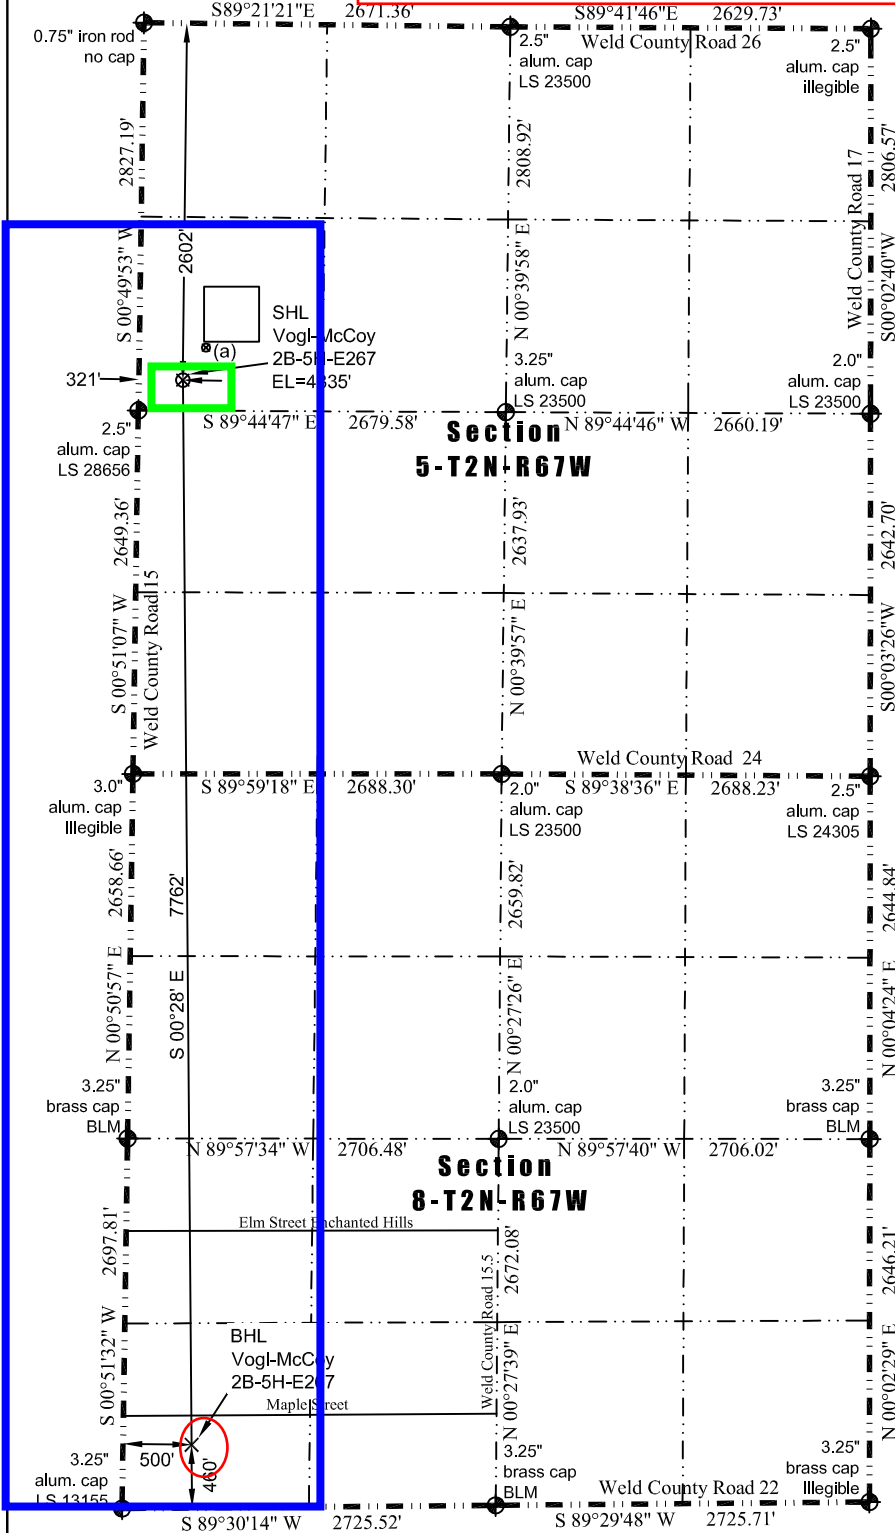 S89°21'21"E 2671.36' S89°41'46"E 2629.73'
Weld County Road 26
0.75" iron rod
no cap
2.5"
alum. cap
LS 23500
2.5"
alum. cap
illegible
2827.19'
2808.92'
2806.57'
Weld County Road 17
S 00°49'53" W
2602'
N 00°39'58" E
S00°02'40"W
SHL
Vogl-McCoy
2B-5H-E267
EL=4835'
(a)
321'
3.25"
alum. cap
LS 23500
2.0"
alum. cap
LS 23500
S 89°44'47" E 2679.58' N 89°44'46" W 2660.19'
2.5"
alum. cap
LS 28656
Section
5-T2N-R67W
2649.36'
2637.93'
2642.70'
S 00°51'07" W
Weld County Road 15
N 00°39'57" E
S00°03'26"W
Weld County Road 24
S 89°59'18" E 2688.30' S 89°38'36" E 2688.23'
3.0"
alum. cap
Illegible
2.0"
alum. cap
LS 23500
2.5"
alum. cap
LS 24305
2658.66'
7762'
2659.82'
2644.84'
N 00°50'57" E
S 00°28' E
N 00°27'26" E
N 00°04'24" E
3.25"
brass cap
BLM
2.0"
alum. cap
LS 23500
3.25"
brass cap
BLM
N 89°57'34" W 2706.48' N 89°57'40" W 2706.02'
Section
8-T2N-R67W
Elm Street Enchanted Hills
2697.81'
2672.08'
2646.21'
Weld County Road 15.5
S 00°51'32" W
N 00°27'39" E
N 00°02'29" E
BHL
Vogl-McCoy
2B-5H-E267
Maple Street
500'
460'
3.25"
alum. cap
LS 13155
3.25"
brass cap
BLM
3.25"
brass cap
Illegible
Weld County Road 22
S 89°30'14" W 2725.52' S 89°29'48" W 2725.71'